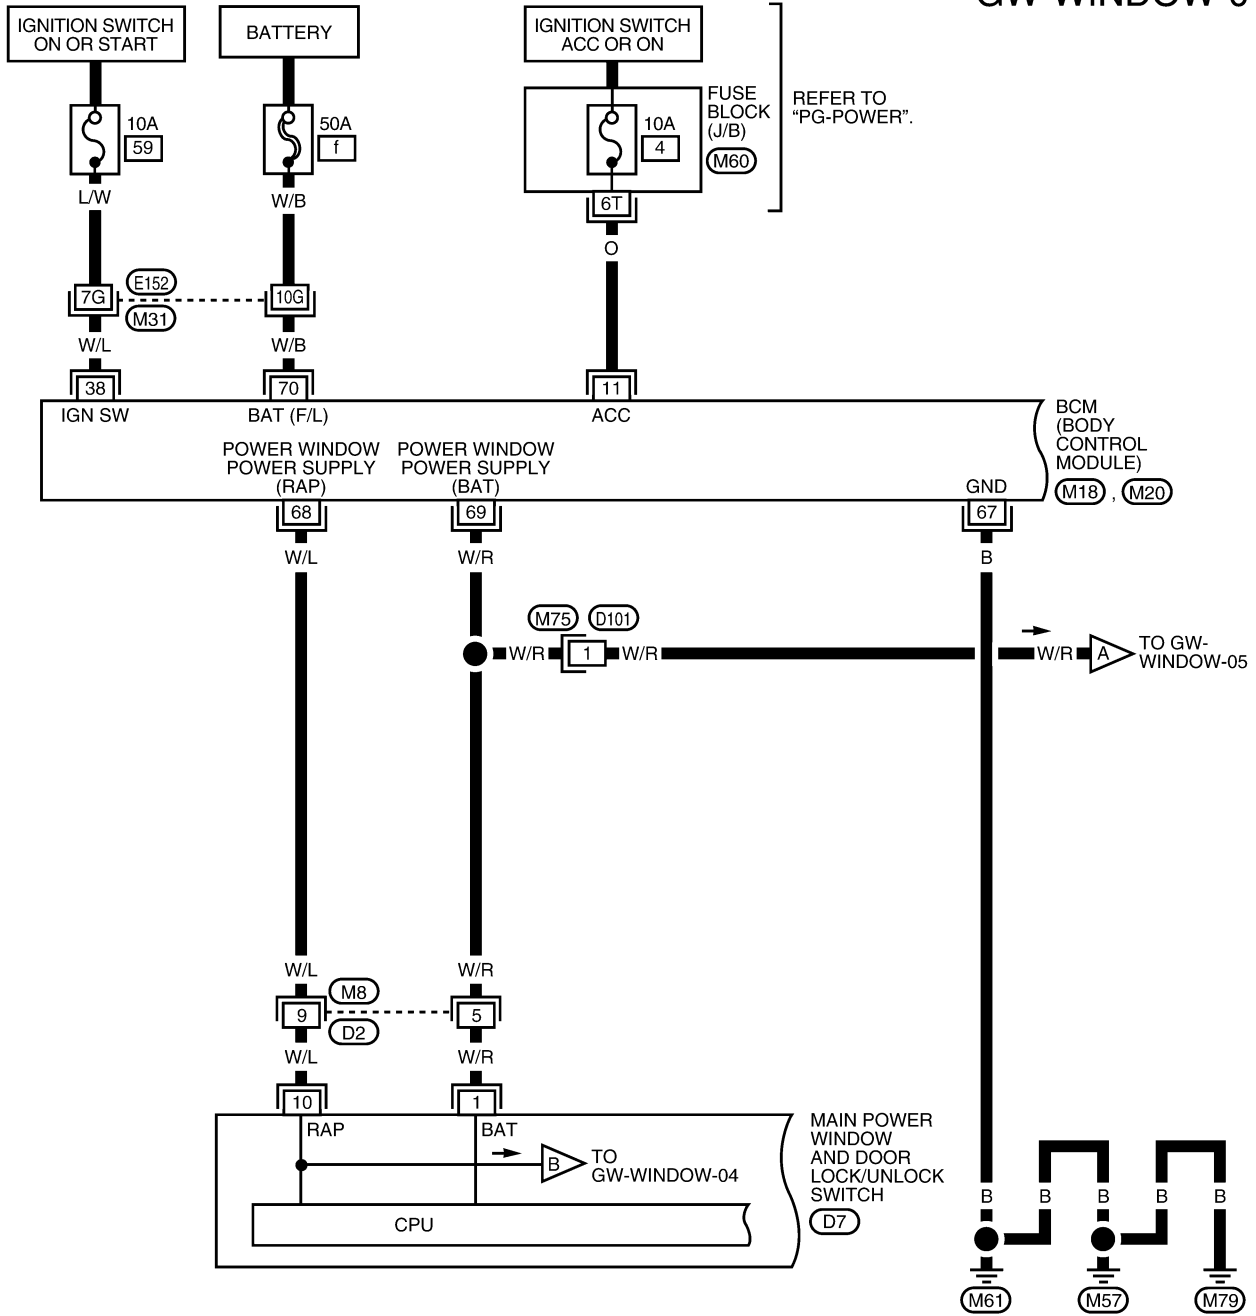 IGNITION SWITCH
ON OR START
BATTERY
IGNITION SWITCH
ACC OR ON
10A
59
50A
f
10A
4
FUSE
BLOCK
(J/B)
M60
REFER TO
“PG-POWER”.
L/W
W/B
6T
O
7G
E152
M31
10G
W/L
W/B
38
70
11
IGN SW
BAT (F/L)
ACC
POWER WINDOW
POWER SUPPLY
(RAP)
POWER WINDOW
POWER SUPPLY
(BAT)
GND
BCM
(BODY
CONTROL
MODULE)
M18 , M20
68
69
67
W/L
W/R
B
M75
D101
W/R
1
W/R
W/R
A
TO GW-
WINDOW-05
W/L
W/R
9
M8
D2
5
W/L
W/R
10
1
RAP
BAT
B
TO
GW-WINDOW-04
CPU
MAIN POWER
WINDOW
AND DOOR
LOCK/UNLOCK
SWITCH
D7
B
B
B
B
B
M61
M57
M79